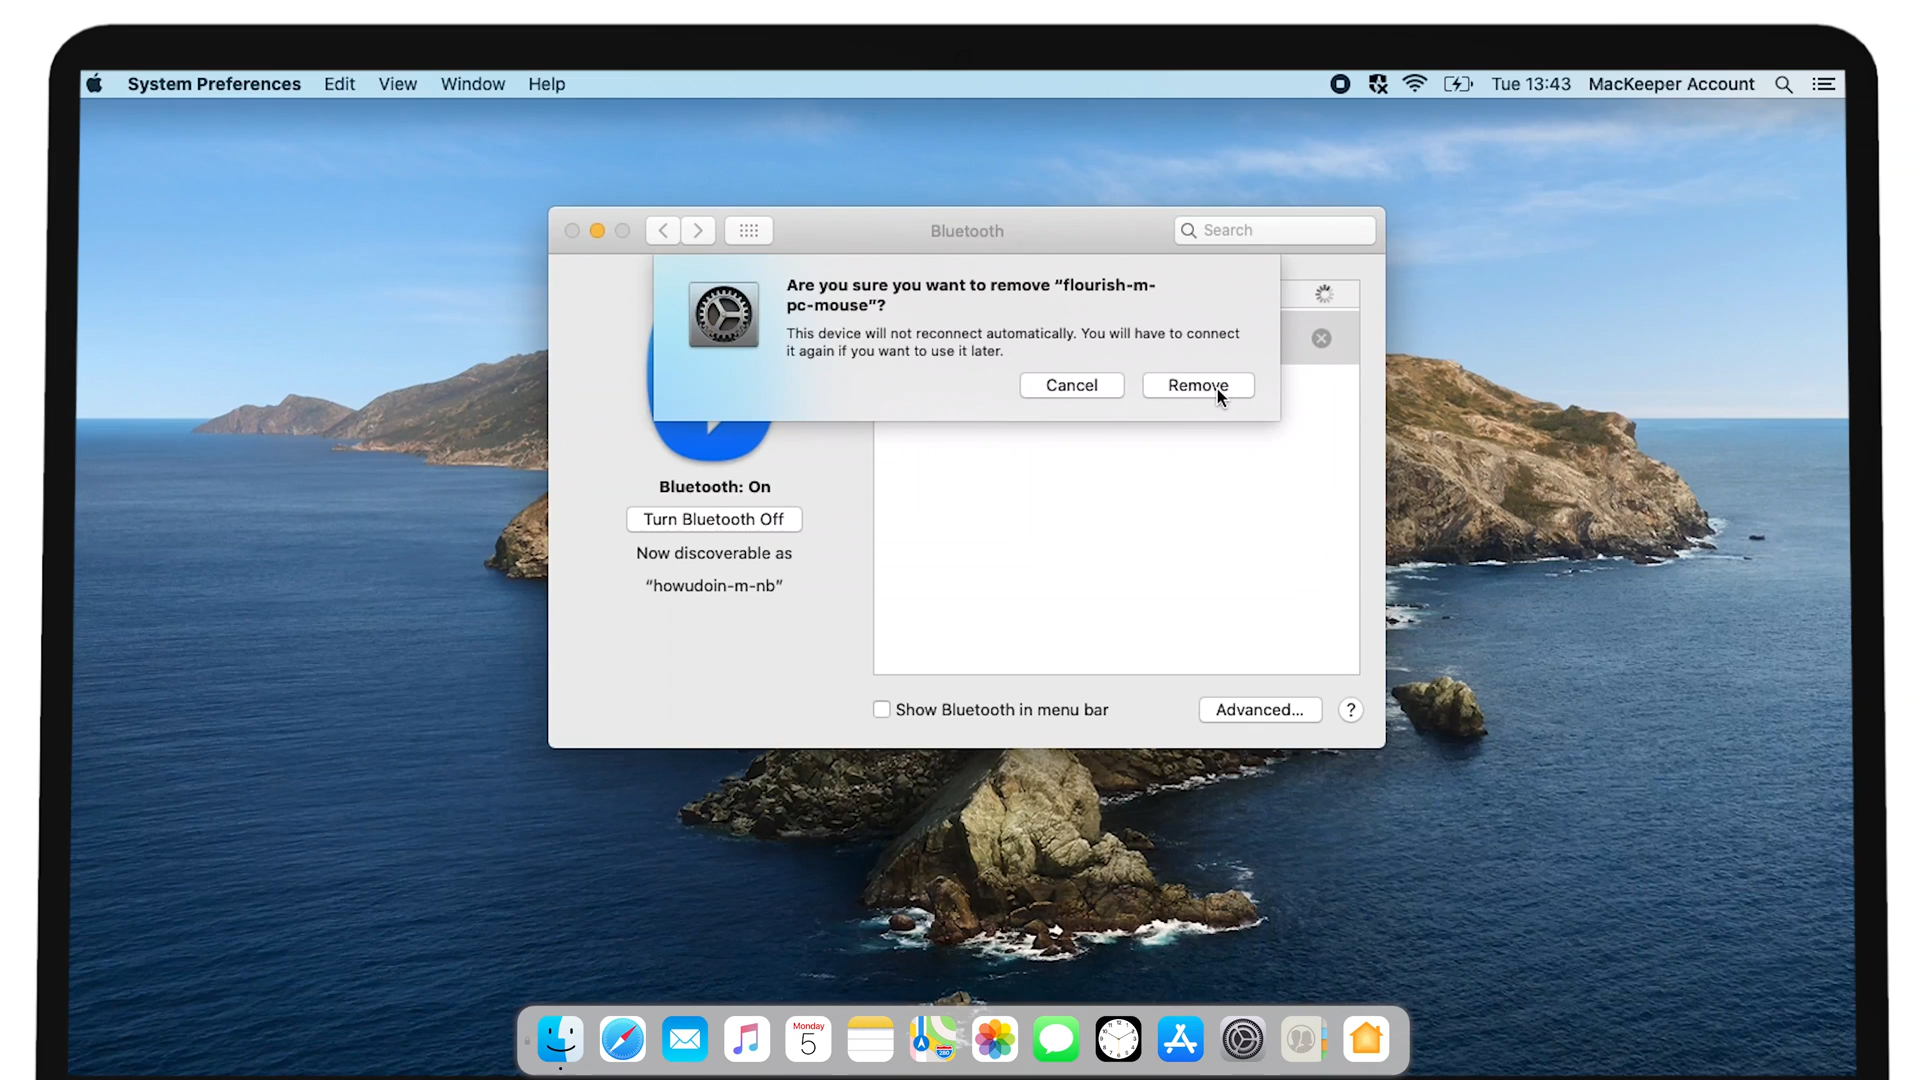 System Preferences Edit View Window Help Tue 13:43 MacKeeper Account
Bluetooth Search
Are you sure you want to remove “flourish-m-
pc-mouse”?
This device will not reconnect automatically. You will have to connect
it again if you want to use it later.
Cancel Remove
Bluetooth: On
Turn Bluetooth Off
Now discoverable as
“howudoin-m-nb”
Show Bluetooth in menu bar Advanced... ?
Monday
5
280